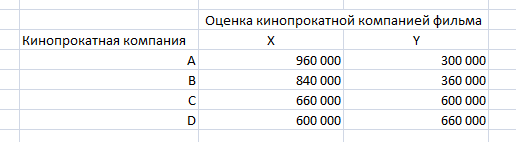 Оценка кинопрокатной компанией фильма
Кинопрокатная компания X Y
A 960 000 300 000
B 840 000 360 000
C 660 000 600 000
D 600 000 660 000